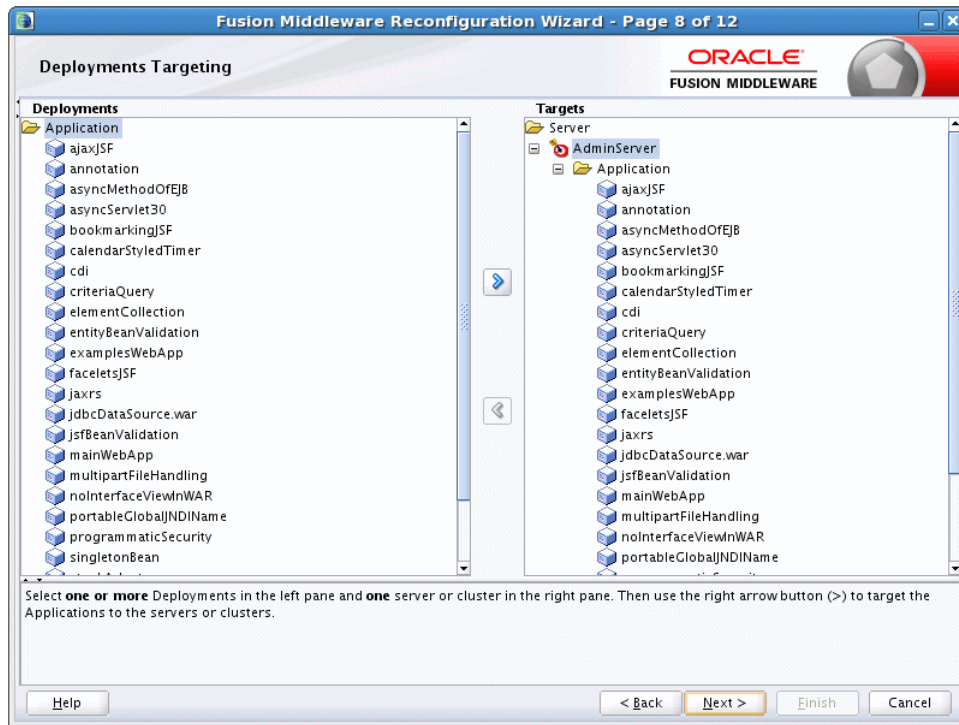 Fusion Middleware Reconfiguration Wizard - Page 8 of 12
Deployments Targeting
ORACLE
FUSION MIDDLEWARE
Deployments
Application
ajaxJSF
annotation
asyncMethodOfEJB
asyncServlet30
bookmarkingJSF
calendarStyledTimer
cdi
criteriaQuery
elementCollection
entityBeanValidation
examplesWebApp
faceletsJSF
jaxrs
jdbcDataSource.war
jsfBeanValidation
mainWebApp
multipartFileHandling
noInterfaceViewInWAR
portableGlobalJNDIName
programmaticSecurity
singletonBean
Targets
Server
AdminServer
Application
ajaxJSF
annotation
asyncMethodOfEJB
asyncServlet30
bookmarkingJSF
calendarStyledTimer
cdi
criteriaQuery
elementCollection
entityBeanValidation
examplesWebApp
faceletsJSF
jaxrs
jdbcDataSource.war
jsfBeanValidation
mainWebApp
multipartFileHandling
noInterfaceViewInWAR
portableGlobalJNDIName
Select one or more Deployments in the left pane and one server or cluster in the right pane. Then use the right arrow button (>) to target the
Applications to the servers or clusters.
Help
< Back
Next >
Finish
Cancel